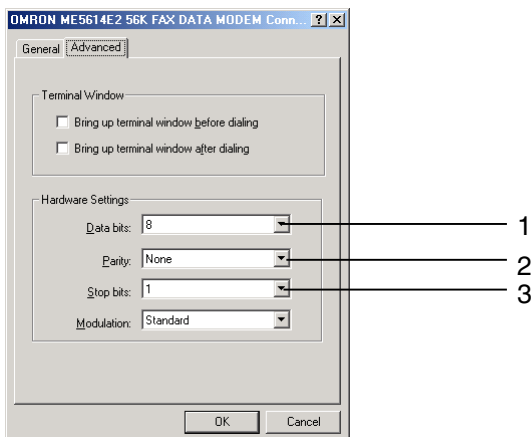 OMRON ME5614E2 56K FAX DATA MODEM Conn...
General Advanced
Terminal Window
Bring up terminal window before dialing
Bring up terminal window after dialing
Hardware Settings
Data bits: 8 1
Parity: None 2
Stop bits: 1 3
Modulation: Standard
OK Cancel